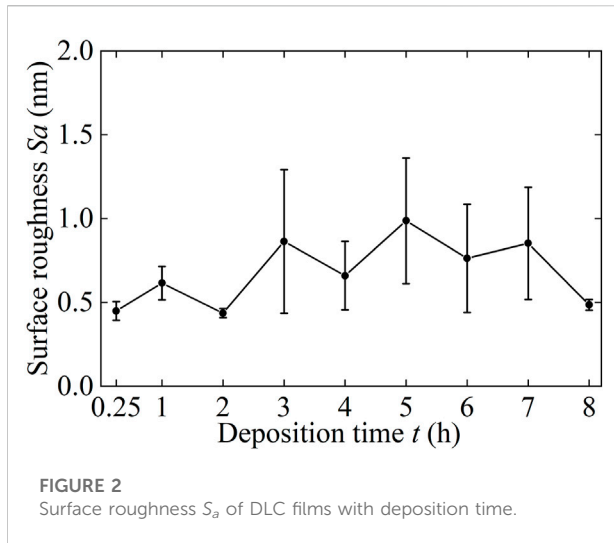 2.0
1.5
1.0
0.5
0.0
Surface roughness Sa (nm)
0.25 1 2 3 4 5 6 7 8
Deposition time t (h)
FIGURE 2
Surface roughness Sa of DLC films with deposition time.